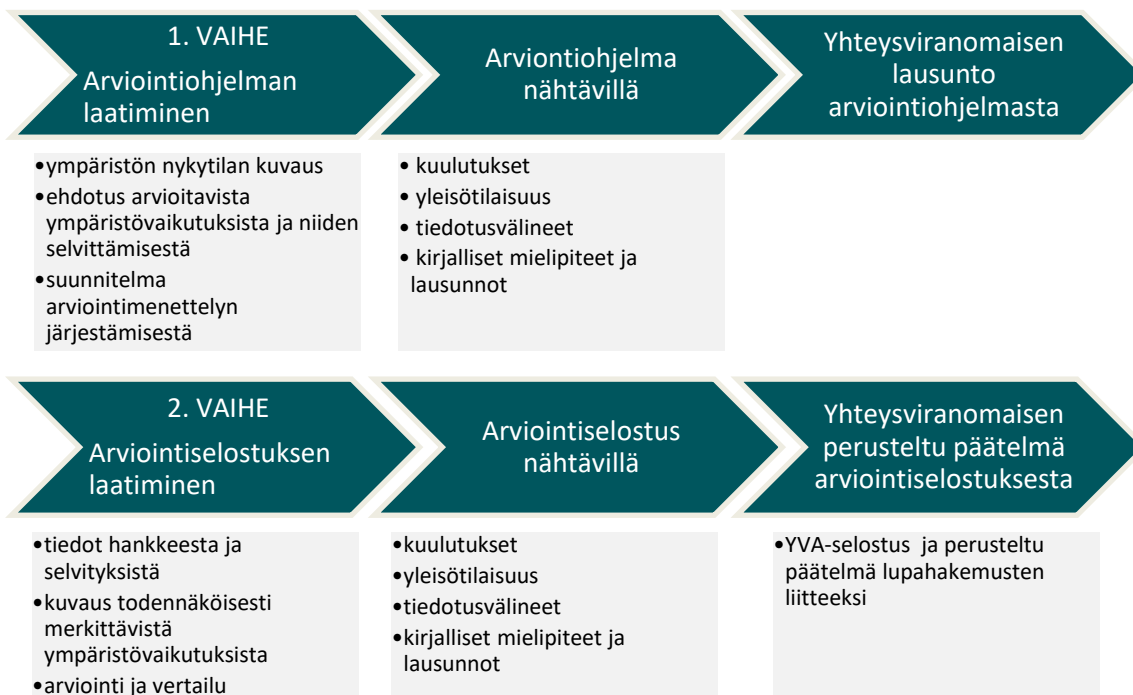 1. VAIHE
Arviointiohjelman
laatiminen
Arviontiohjelma
nähtävillä
Yhteysviranomaisen
lausunto
arviointiohjelmasta
•ympäristön nykytilan kuvaus
•ehdotus arvioitavista
ympäristövaikutuksista ja niiden
selvittämisestä
•suunnitelma
arviointimenettelyn
järjestämisestä
• kuulutukset
• yleisötilaisuus
• tiedotusvälineet
• kirjalliset mielipiteet ja
lausunnot
2. VAIHE
Arviointiselostuksen
laatiminen
Arviointiselostus
nähtävillä
Yhteysviranomaisen
perusteltu päätelmä
arviointiselostuksesta
•tiedot hankkeesta ja
selvityksistä
•kuvaus todennäköisesti
merkittävistä
ympäristövaikutuksista
•arviointi ja vertailu
•kuulutukset
•yleisötilaisuus
•tiedotusvälineet
•kirjalliset mielipiteet ja
lausunnot
•YVA-selostus ja perusteltu
päätelmä lupahakemusten
liitteeksi